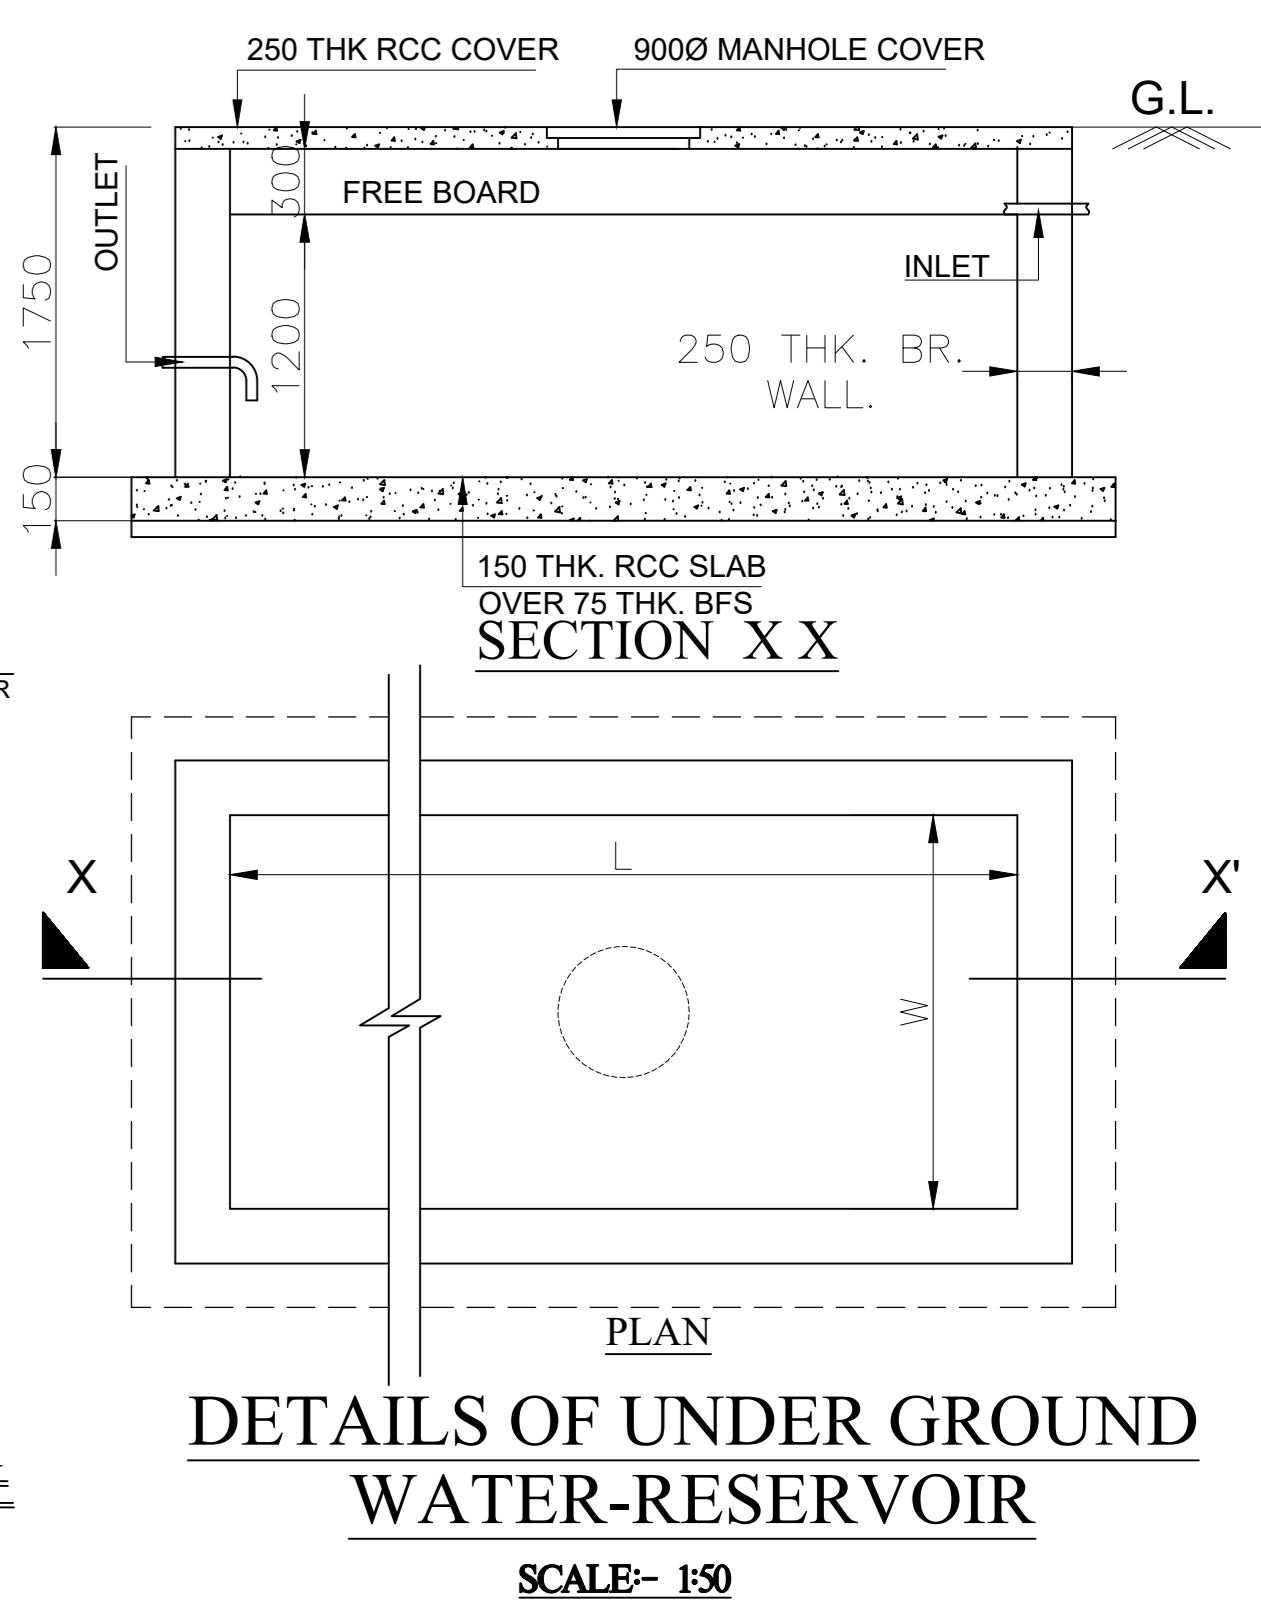 250 THK RCC COVER
900Ø MANHOLE COVER
G.L.
OUTLET
300
FREE BOARD
INLET
1750
1200
250 THK. BR.
WALL.
150
150 THK. RCC SLAB
OVER 75 THK. BFS
SECTION X X
R
L
X
X'
W
PLAN
DETAILS OF UNDER GROUND
WATER-RESERVOIR
SCALE:- 1:50